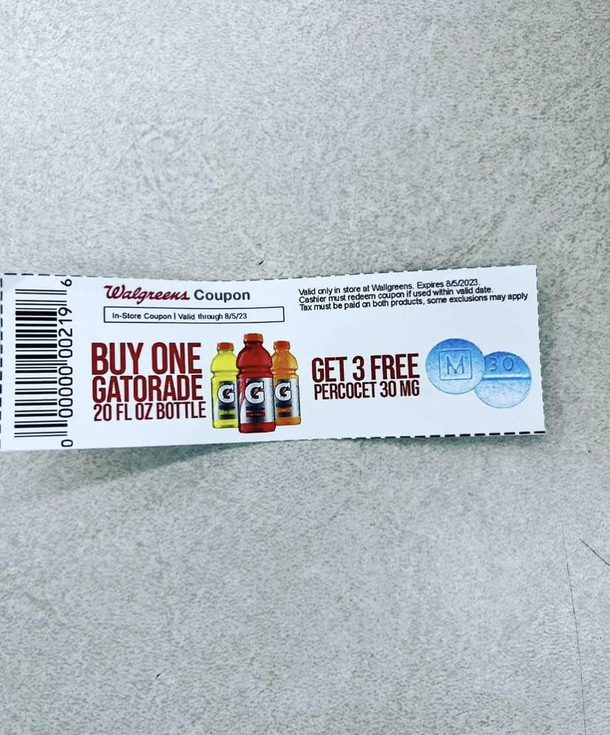 Walgreens Coupon
In-Store Coupon | Valid through 8/5/23
Valid only in store at Wallgreens. Expires 8/5/2023.
Cashier must redeem coupon if used within valid date.
Tax must be paid on both products, some exclusions may apply
BUY ONE
GATORADE
20 FL OZ BOTTLE
G G G
GET 3 FREE
PERCOCET 30 MG
M 30
0 00000 00219 6